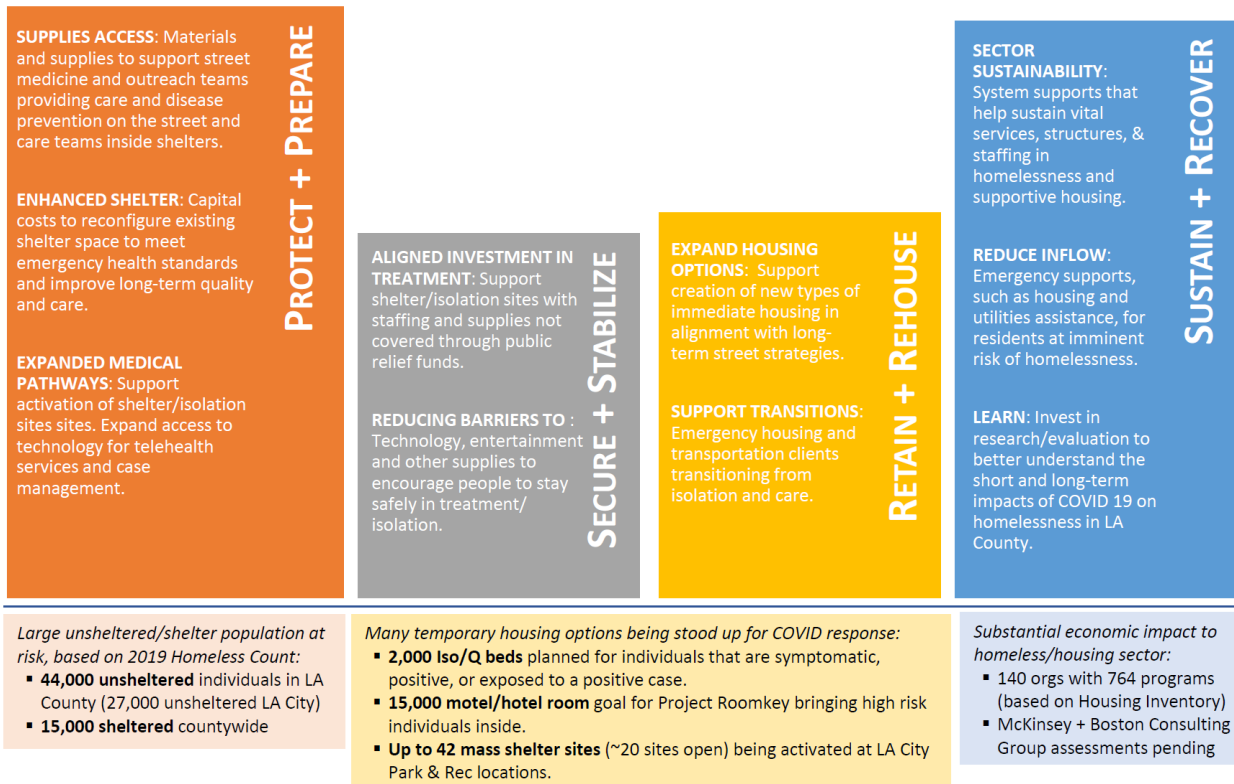 SUPPLIES ACCESS: Materials
and supplies to support street
medicine and outreach teams
providing care and disease
prevention on the street and
care teams inside shelters.
ENHANCED SHELTER: Capital
costs to reconfigure existing
shelter space to meet
emergency health standards
and improve long-term quality
and care.
EXPANDED MEDICAL
PATHWAYS: Support
activation of shelter/isolation
sites sites. Expand access to
technology for telehealth
services and case
management.
PROTECT + PREPARE
ALIGNED INVESTMENT IN
TREATMENT: Support
shelter/isolation sites with
staffing and supplies not
covered through public
relief funds.
REDUCING BARRIERS TO :
Technology, entertainment
and other supplies to
encourage people to stay
safely in treatment/
isolation.
SECURE + STABILIZE
EXPAND HOUSING
OPTIONS: Support
creation of new types of
immediate housing in
alignment with long-
term street strategies.
SUPPORT TRANSITIONS:
Emergency housing and
transportation clients
transitioning from
isolation and care.
RETAIN + REHOUSE
SECTOR
SUSTAINABILITY:
System supports that
help sustain vital
services, structures, &
staffing in
homelessness and
supportive housing.
REDUCE INFLOW:
Emergency supports,
such as housing and
utilities assistance, for
residents at imminent
risk of homelessness.
LEARN: Invest in
research/evaluation to
better understand the
short and long-term
impacts of COVID 19 on
homelessness in LA
County.
SUSTAIN + RECOVER
Large unsheltered/shelter population at
risk, based on 2019 Homeless Count:
▪ 44,000 unsheltered individuals in LA
County (27,000 unsheltered LA City)
▪ 15,000 sheltered countywide
Many temporary housing options being stood up for COVID response:
▪ 2,000 Iso/Q beds planned for individuals that are symptomatic,
positive, or exposed to a positive case.
▪ 15,000 motel/hotel room goal for Project Roomkey bringing high risk
individuals inside.
▪ Up to 42 mass shelter sites (~20 sites open) being activated at LA City
Park & Rec locations.
Substantial economic impact to
homeless/housing sector:
▪ 140 orgs with 764 programs
(based on Housing Inventory)
▪ McKinsey + Boston Consulting
Group assessments pending